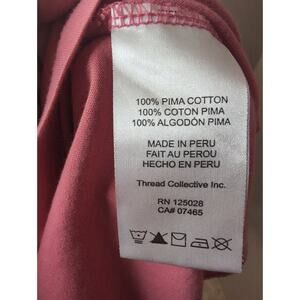 100% PIMA COTTON
100% COTON PIMA
100% ALGODÓN PIMA
MADE IN PERU
FAIT AU PEROU
HECHO EN PERU
Thread Collective Inc.
RN 125028
CA# 07465